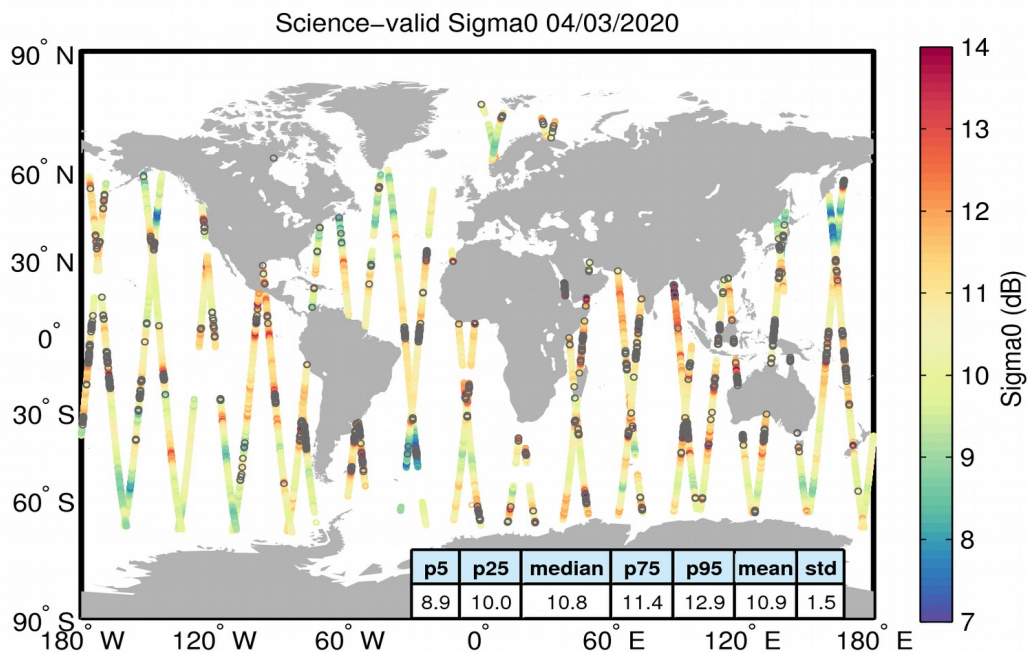 Science-valid Sigma0 04/03/2020
90° N
60° N
30° N
0°
30° S
60° S
90° S
180° W 120° W 60° W 0° 60° E 120° E 180° E
p5 p25 median p75 p95 mean std
8.9 10.0 10.8 11.4 12.9 10.9 1.5
14
13
12
11
10
9
8
7
Sigma0 (dB)